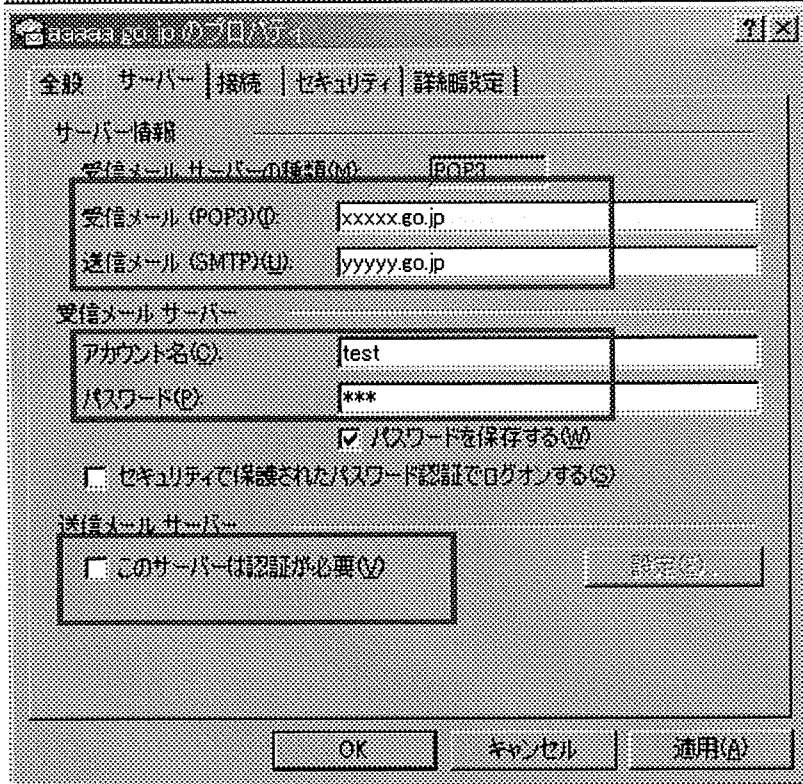 aaaaa.go.jp のプロパティ
全般 サーバー 接続 セキュリティ 詳細設定
サーバー情報
受信メール サーバーの種類(M): POP3
受信メール (POP3)(I): xxxxx.go.jp
送信メール (SMTP)(U): yyyyy.go.jp
受信メール サーバー
アカウント名(C): test
パスワード(P): ***
パスワードを保存する(W)
セキュリティで保護されたパスワード認証でログオンする(S)
送信メール サーバー
このサーバーは認証が必要(V)
設定(E)
OK キャンセル 適用(A)